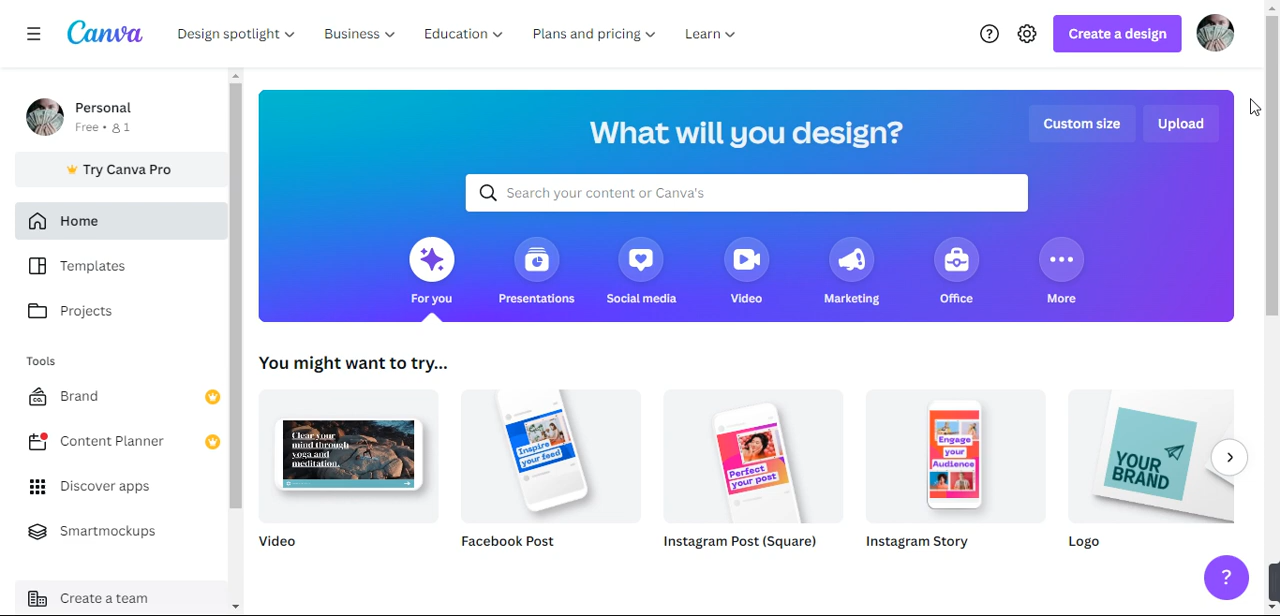 Canva
Design spotlight
Business
Education
Plans and pricing
Learn
Create a design
Personal
Free • 1
Try Canva Pro
Home
Templates
Projects
Tools
Brand
Content Planner
Discover apps
Smartmockups
Create a team
What will you design?
Custom size
Upload
Search your content or Canva's
For you
Presentations
Social media
Video
Marketing
Office
More
You might want to try...
Clear your
mind through
yoga and
meditation.
Video
Inspire
your feed
Facebook Post
Perfect
your post
Instagram Post (Square)
Engage
your
Audience
Instagram Story
YOUR
BRAND
Logo
?